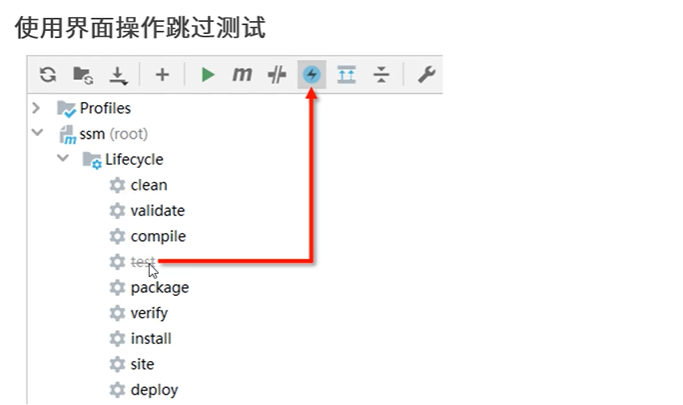 使用界面操作跳过测试
Profiles
ssm (root)
Lifecycle
clean
validate
compile
test
package
verify
install
site
deploy